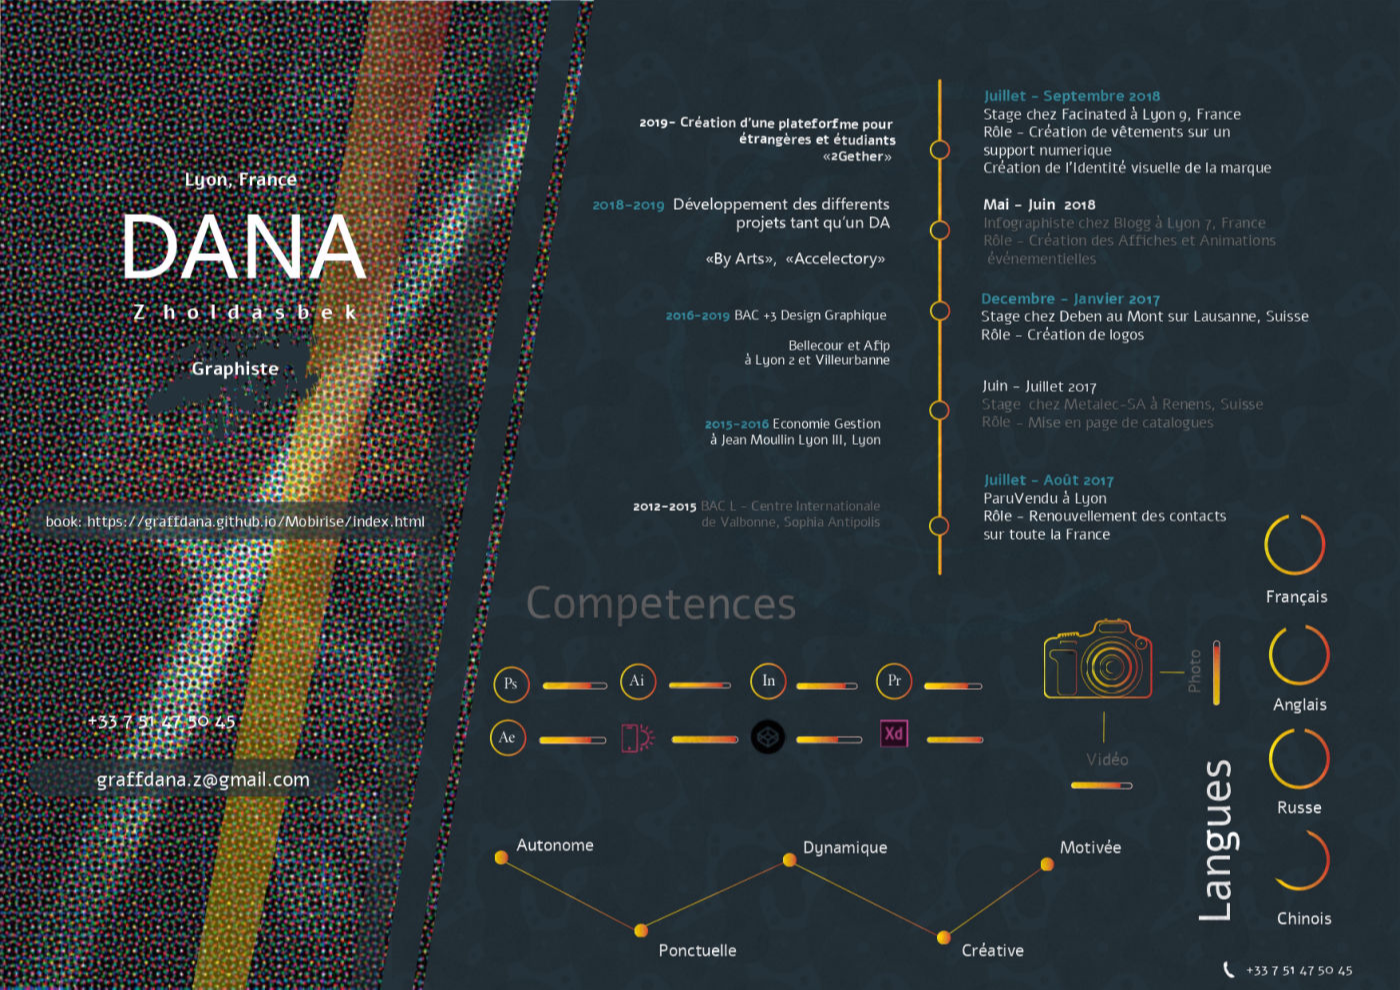 Lyon, France
DANA
Zholdasbek
Graphiste
book: https://graffdana.github.io/Mobirise/index.html
+33 7 51 47 50 45
graffdana.z@gmail.com
2019- Création d'une plateforfme pour
étrangères et étudiants
«2Gether»
2018-2019 Développement des differents
projets tant qu'un DA
«By Arts», «Accelectory»
2016-2019 BAC +3 Design Graphique
Bellecour et Afip
à Lyon 2 et Villeurbanne
2015-2016 Economie Gestion
à Jean Moullin Lyon III, Lyon
2012-2015 BAC L - Centre Internationale
de Valbonne, Sophia Antipolis
Juillet - Septembre 2018
Stage chez Facinated à Lyon 9, France
Rôle - Création de vêtements sur un
support numerique
Création de l'Identité visuelle de la marque
Mai - Juin 2018
Infographiste chez Blogg à Lyon 7, France
Rôle - Création des Affiches et Animations
événementielles
Decembre - Janvier 2017
Stage chez Deben au Mont sur Lausanne, Suisse
Rôle - Création de logos
Juin - Juillet 2017
Stage chez Metalec-SA à Renens, Suisse
Rôle - Mise en page de catalogues
Juillet - Août 2017
ParuVendu à Lyon
Rôle - Renouvellement des contacts
sur toute la France
Competences
Ps
Ai
In
Pr
Ae
Xd
Photo
Vidéo
Autonome
Ponctuelle
Dynamique
Créative
Motivée
Langues
Français
Anglais
Russe
Chinois
+33 7 51 47 50 45